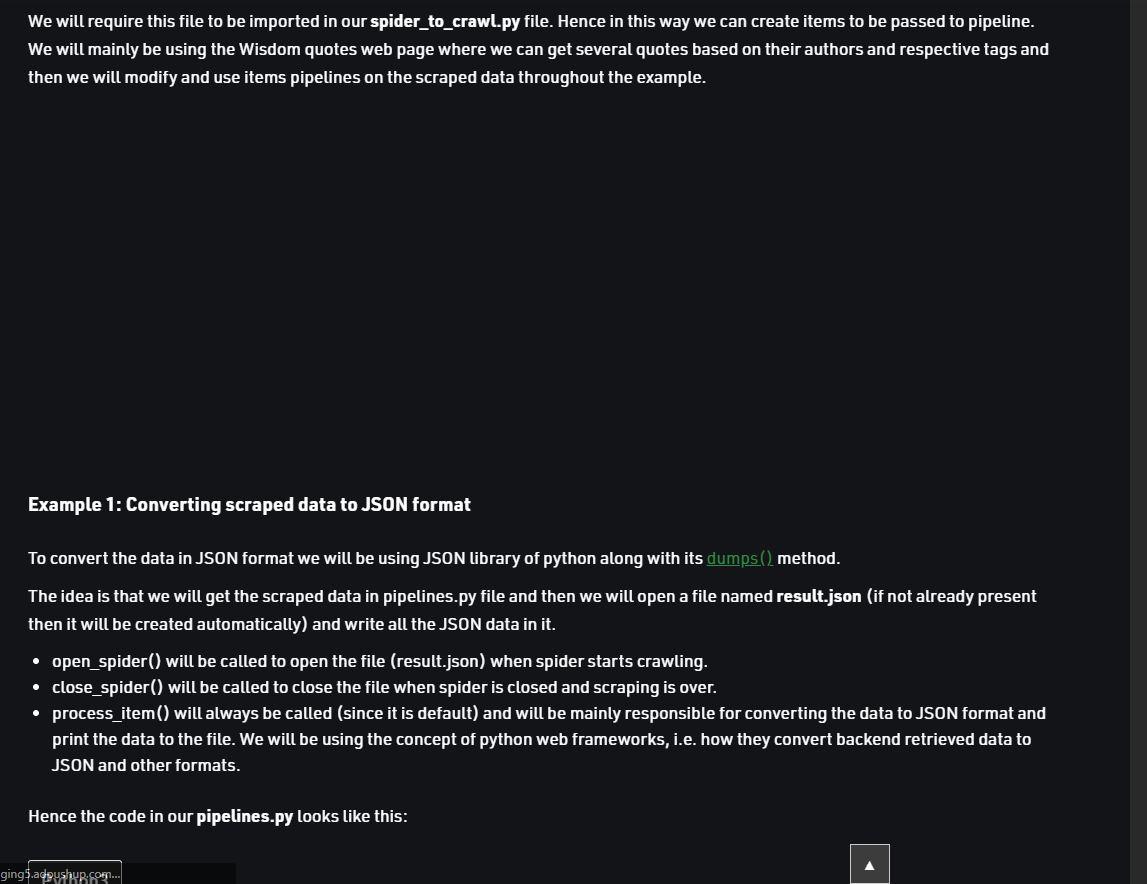 We will require this file to be imported in our spider_to_crawl.py file. Hence in this way we can create items to be passed to pipeline.
We will mainly be using the Wisdom quotes web page where we can get several quotes based on their authors and respective tags and
then we will modify and use items pipelines on the scraped data throughout the example.
Example 1: Converting scraped data to JSON format
To convert the data in JSON format we will be using JSON library of python along with its dumps() method.
The idea is that we will get the scraped data in pipelines.py file and then we will open a file named result.json (if not already present
then it will be created automatically) and write all the JSON data in it.
• open_spider() will be called to open the file (result.json) when spider starts crawling.
• close_spider() will be called to close the file when spider is closed and scraping is over.
• process_item() will always be called (since it is default) and will be mainly responsible for converting the data to JSON format and
print the data to the file. We will be using the concept of python web frameworks, i.e. how they convert backend retrieved data to
JSON and other formats.
Hence the code in our pipelines.py looks like this:
ging5.adpushup.com...
Python3